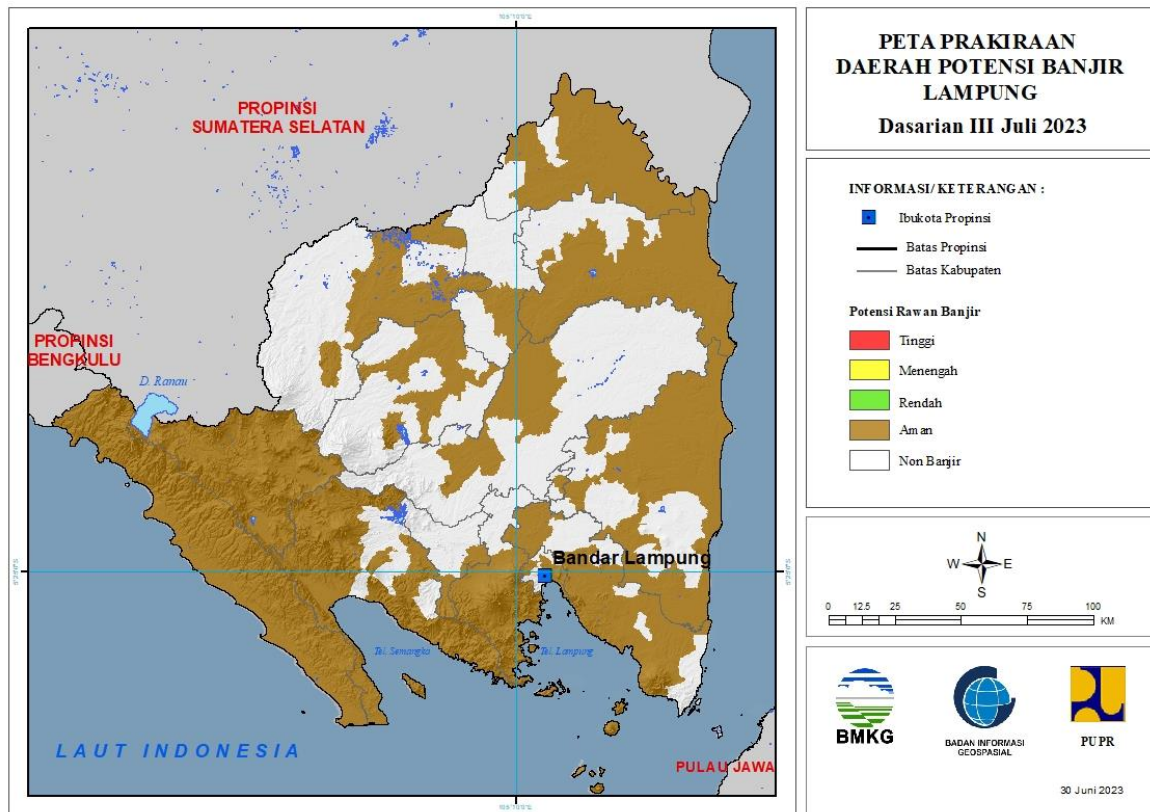 105°10'0"E
PROPINSI
SUMATERA SELATAN
PROPINSI
BENGKULU
D. Ranau
Bandar Lampung
Tel. Semangka
Tel. Lampung
LAUT INDONESIA
PULAU JAWA
PETA PRAKIRAAN
DAERAH POTENSI BANJIR
LAMPUNG
Dasarian III Juli 2023
INFORMASI/ KETERANGAN :
Ibukota Propinsi
Batas Propinsi
Batas Kabupaten
Potensi Rawan Banjir
Tinggi
Menengah
Rendah
Aman
Non Banjir
N
W E
S
0 12.5 25 50 75 100
KM
BMKG
BADAN INFORMASI
GEOSPASIAL
PUPR
30 Juni 2023